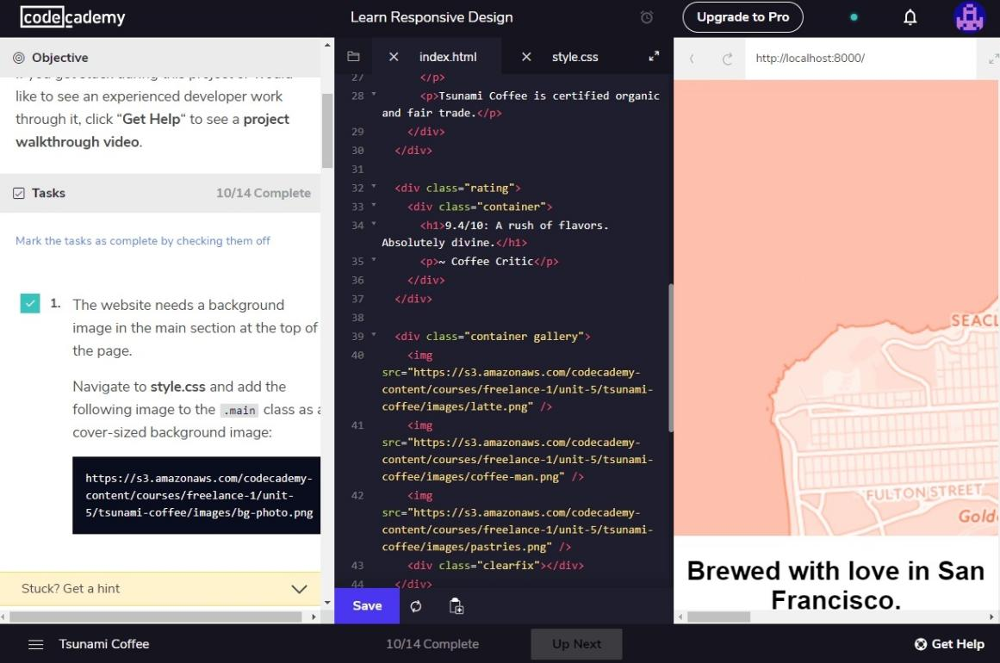 codecademy
Learn Responsive Design
Upgrade to Pro
Objective
If you get stuck during this project or would
like to see an experienced developer work
through it, click “Get Help“ to see a project
walkthrough video.
Tasks
10/14 Complete
Mark the tasks as complete by checking them off
1. The website needs a background
image in the main section at the top of
the page.
Navigate to style.css and add the
following image to the .main class as a
cover-sized background image:
https://s3.amazonaws.com/codecademy-
content/courses/freelance-1/unit-
5/tsunami-coffee/images/bg-photo.png
Stuck? Get a hint
Tsunami Coffee
index.html
style.css
27 </p>
28 <p>Tsunami Coffee is certified organic
and fair trade.</p>
29 </div>
30 </div>
31
32 <div class="rating">
33 <div class="container">
34 <h1>9.4/10: A rush of flavors.
Absolutely divine.</h1>
35 <p>~ Coffee Critic</p>
36 </div>
37 </div>
38
39 <div class="container gallery">
40 <img
src="https://s3.amazonaws.com/codecademy-
content/courses/freelance-1/unit-5/tsunami-
coffee/images/latte.png" />
41 <img
src="https://s3.amazonaws.com/codecademy-
content/courses/freelance-1/unit-5/tsunami-
coffee/images/coffee-man.png" />
42 <img
src="https://s3.amazonaws.com/codecademy-
content/courses/freelance-1/unit-5/tsunami-
coffee/images/pastries.png" />
43 <div class="clearfix"></div>
44 </div>
Save
10/14 Complete
Up Next
http://localhost:8000/
SEACL
FULTON STREET
Gold
Brewed with love in San
Francisco.
Get Help